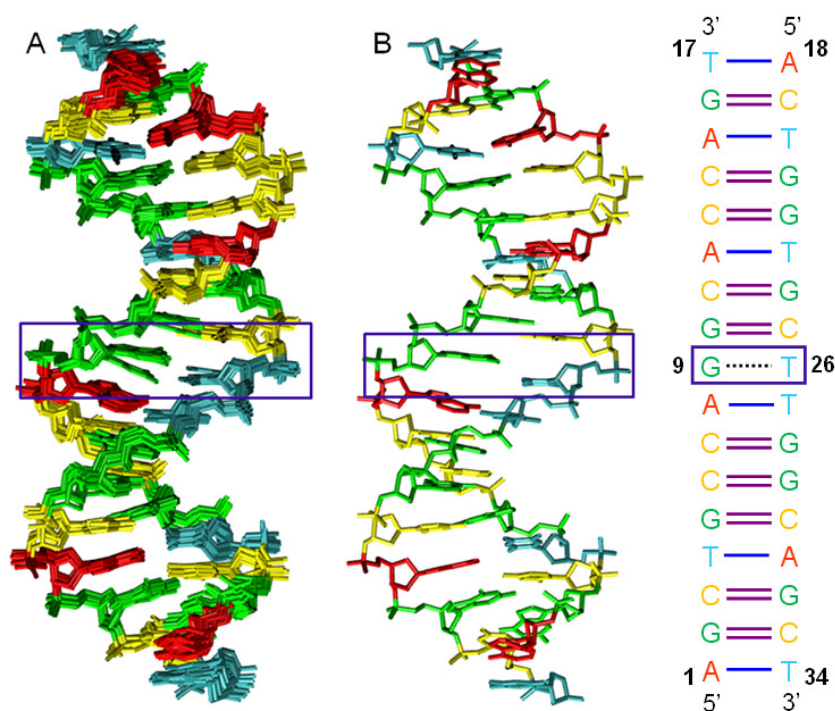 A
B
3’ 5’
17 T A 18
G C
A T
C G
C G
A T
C G
G C
9 G T 26
A T
C G
C G
G C
T A
C G
G C
1 A T 34
5’ 3’